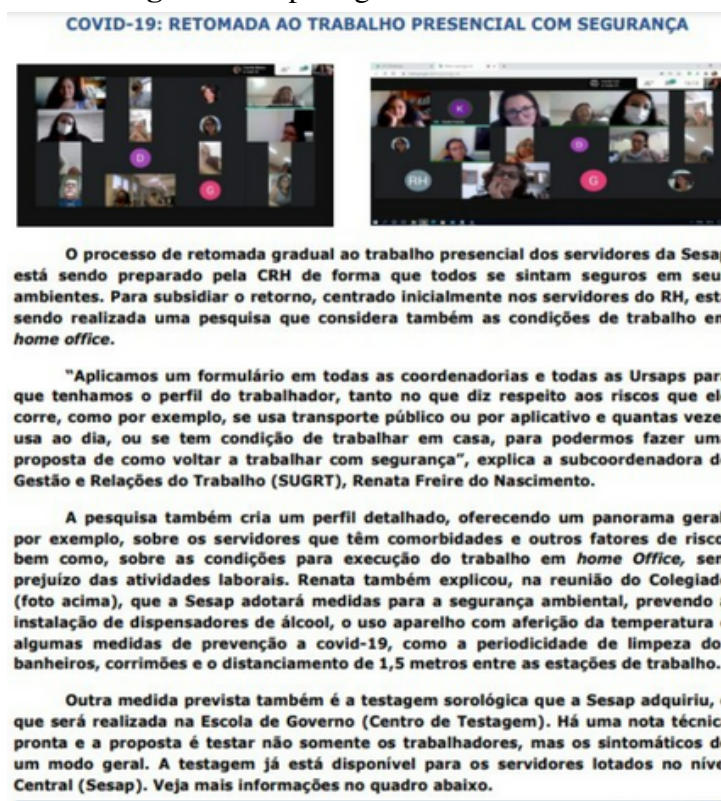 COVID-19: RETOMADA AO TRABALHO PRESENCIAL COM SEGURANÇA
K
D
D
G
RH
G
O processo de retomada gradual ao trabalho presencial dos servidores da Sesap
está sendo preparado pela CRH de forma que todos se sintam seguros em seu
ambientes. Para subsidiar o retorno, centrado inicialmente nos servidores do RH, est
sendo realizada uma pesquisa que considera também as condições de trabalho en
home office.
"Aplicamos um formulário em todas as coordenadorias e todas as Ursaps par
que tenhamos o perfil do trabalhador, tanto no que diz respeito aos riscos que el
corre, como por exemplo, se usa transporte público ou por aplicativo e quantas veze
usa ao dia, ou se tem condição de trabalhar em casa, para podermos fazer um
proposta de como voltar a trabalhar com segurança", explica a subcoordenadora d
Gestão e Relações do Trabalho (SUGRT), Renata Freire do Nascimento.
A pesquisa também cria um perfil detalhado, oferecendo um panorama geral
por exemplo, sobre os servidores que têm comorbidades e outros fatores de risco
bem como, sobre as condições para execução do trabalho em home Office, sen
prejuízo das atividades laborais. Renata também explicou, na reunião do Colegiad
(foto acima), que a Sesap adotará medidas para a segurança ambiental, prevendo
instalação de dispensadores de álcool, o uso aparelho com aferição da temperatura
algumas medidas de prevenção a covid-19, como a periodicidade de limpeza do
banheiros, corrimões e o distanciamento de 1,5 metros entre as estações de trabalho.
Outra medida prevista também é a testagem sorológica que a Sesap adquiriu,
que será realizada na Escola de Governo (Centro de Testagem). Há uma nota técnic
pronta e a proposta é testar não somente os trabalhadores, mas os sintomáticos d
um modo geral. A testagem já está disponível para os servidores lotados no níve
Central (Sesap). Veja mais informações no quadro abaixo.